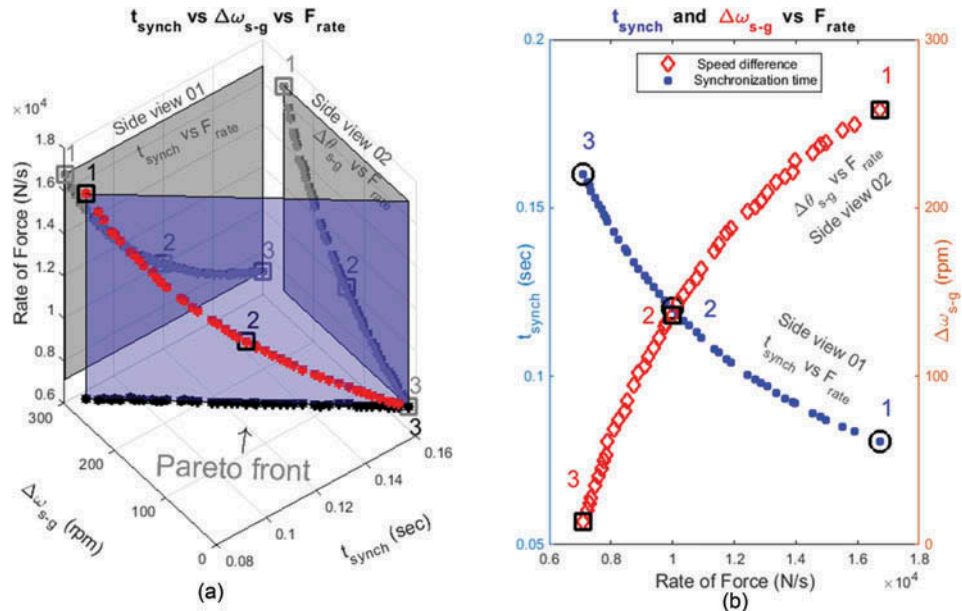 t_synch vs Δω_s-g vs F_rate
Side view 01
t_synch vs F_rate
Side view 02
Δθ_s-g vs F_rate
× 10^4
Rate of Force (N/s)
1.8
1.6
1.4
1.2
1
0.8
0.6
1
1
1
2
3
2
3
3
Pareto front
300
200
100
0
Δω_s-g (rpm)
0.08
0.1
0.12
0.14
0.16
t_synch (sec)
(a)
t_synch and Δω_s-g vs F_rate
Speed difference
Synchronization time
0.2
0.15
0.1
0.05
t_synch (sec)
300
200
100
0
Δω_s-g (rpm)
1
3
Δθ_s-g vs F_rate
Side view 02
2
2
Side view 01
t_synch vs F_rate
1
3
0.6
0.8
1
1.2
1.4
1.6
1.8
Rate of Force (N/s)
× 10^4
(b)